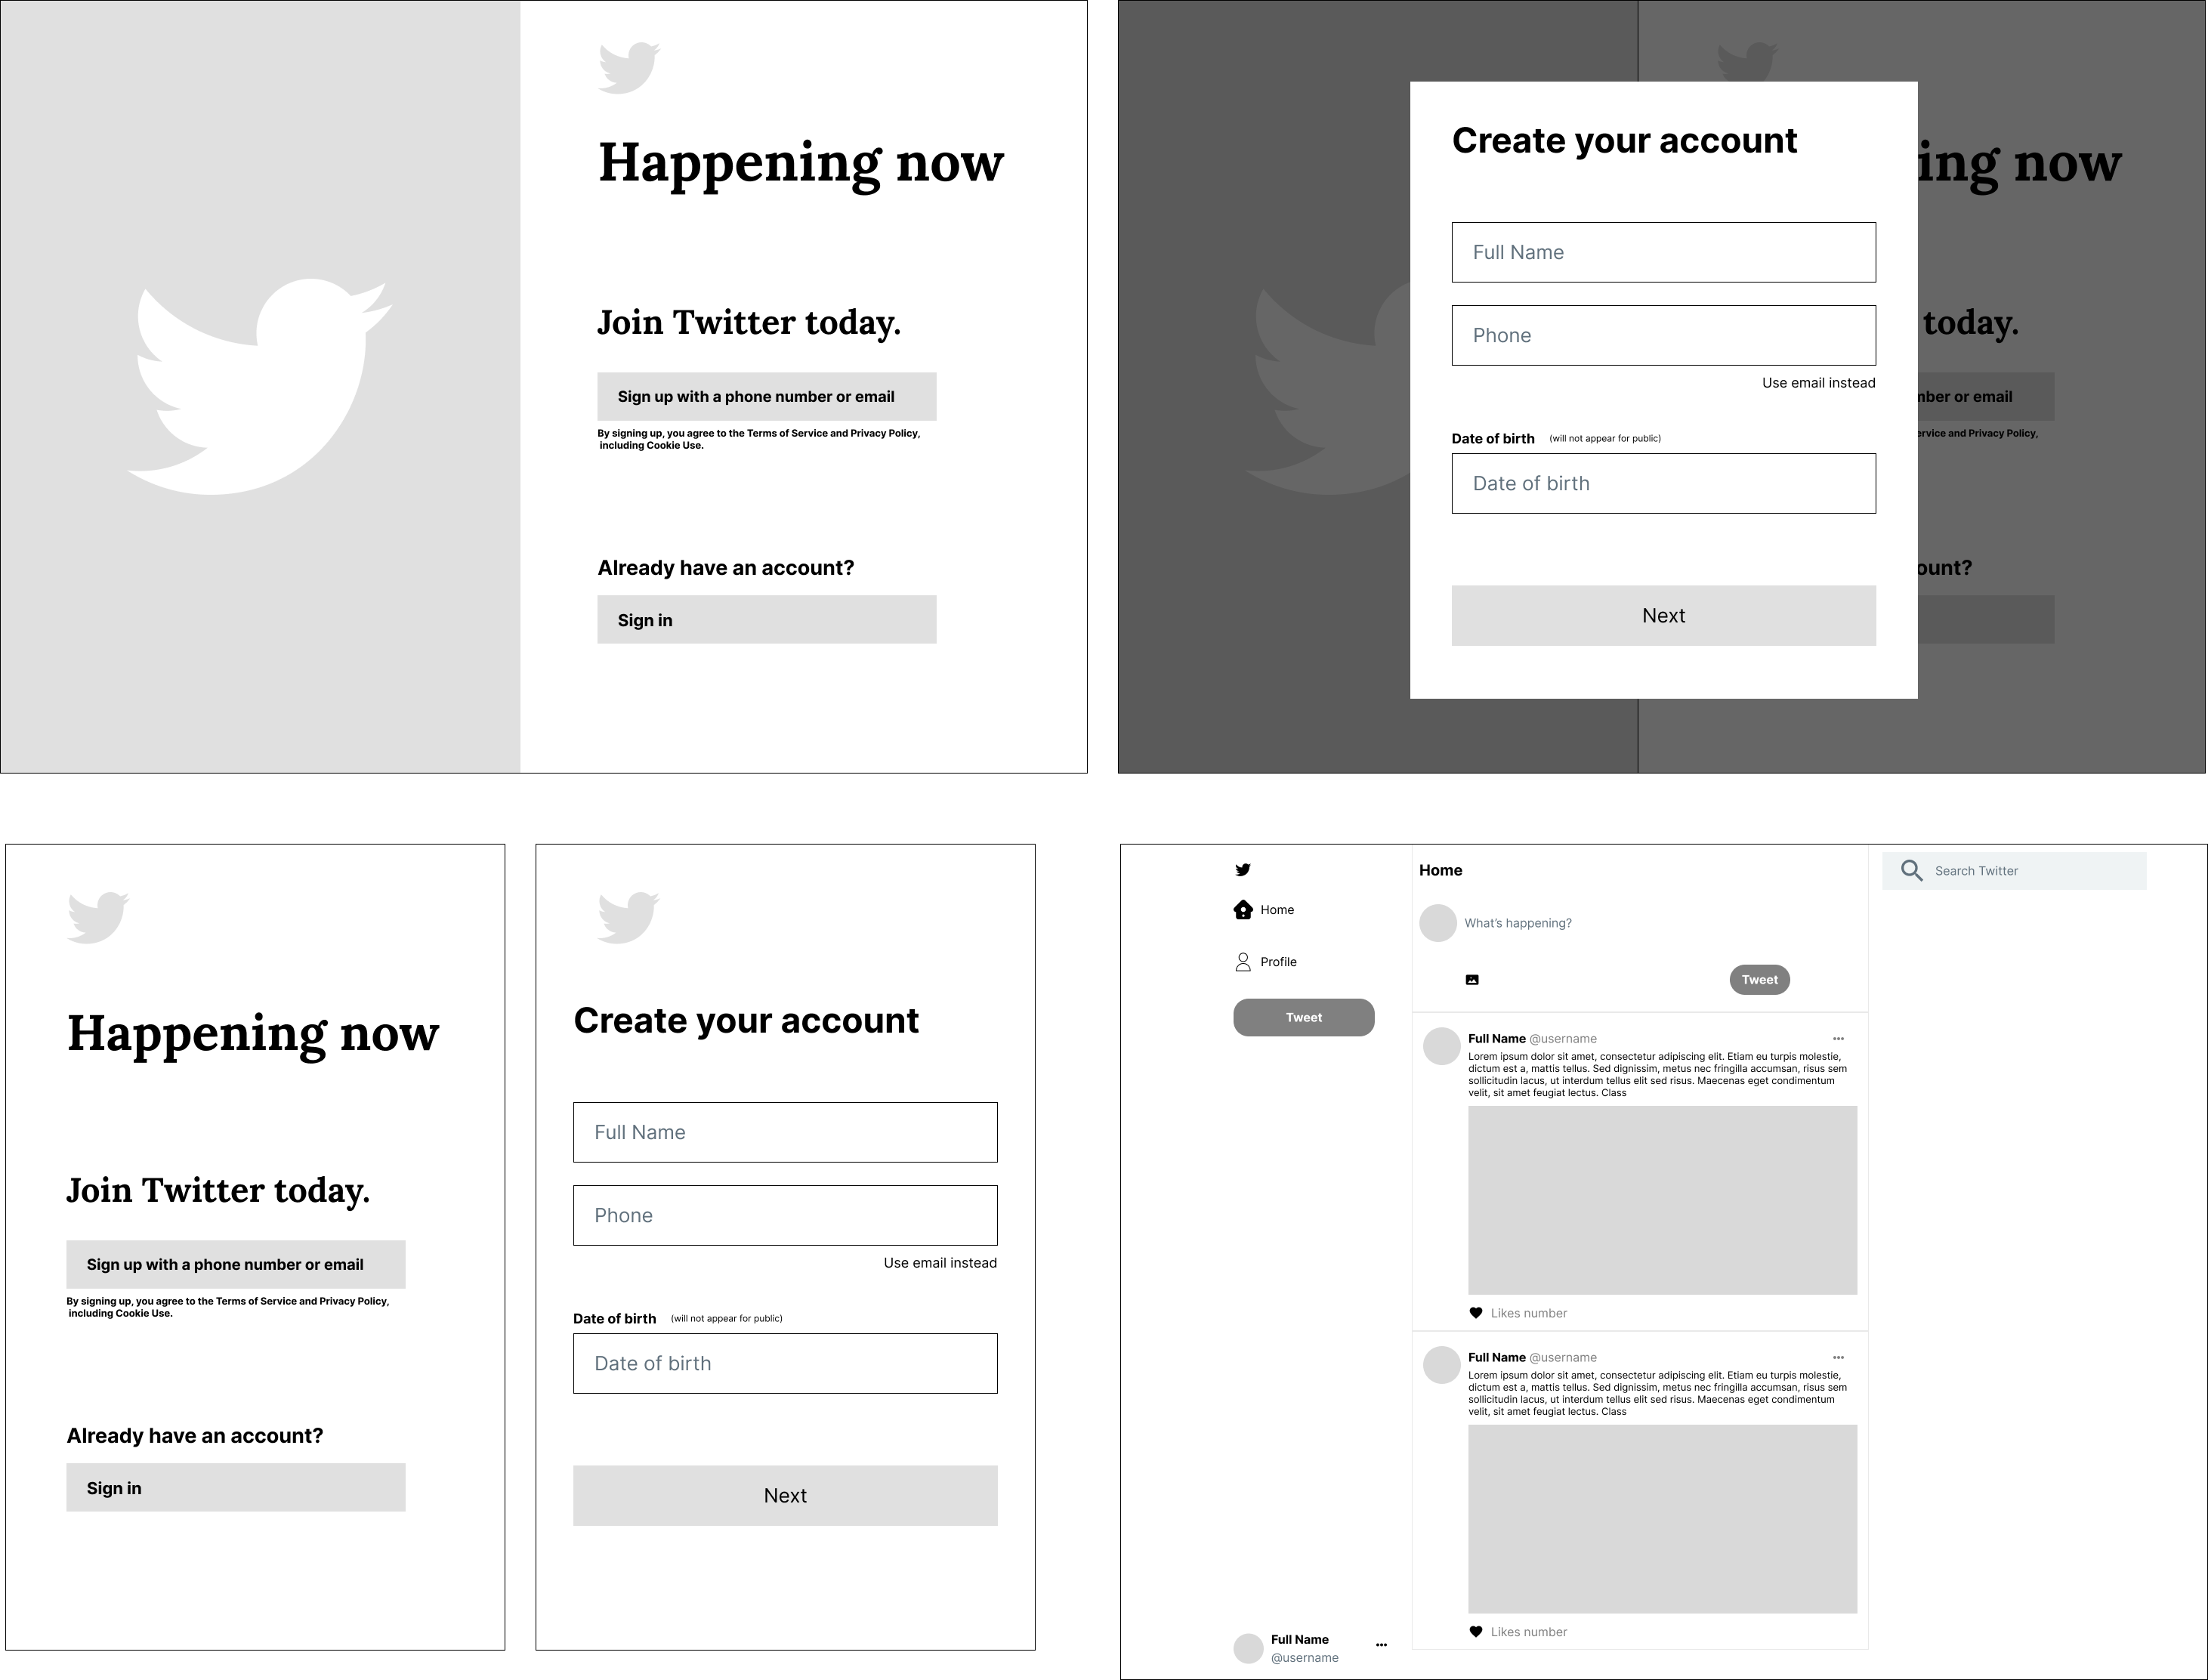 Happening now
Join Twitter today.
Sign up with a phone number or email
By signing up, you agree to the Terms of Service and Privacy Policy,
including Cookie Use.
Already have an account?
Sign in
Create your account
Full Name
Phone
Use email instead
Date of birth (will not appear for public)
Date of birth
Next
ing now
today.
mber or email
ervice and Privacy Policy,
ount?
Happening now
Join Twitter today.
Sign up with a phone number or email
By signing up, you agree to the Terms of Service and Privacy Policy,
including Cookie Use.
Already have an account?
Sign in
Create your account
Full Name
Phone
Use email instead
Date of birth (will not appear for public)
Date of birth
Next
Home
Profile
Tweet
Full Name
@username
Home
What's happening?
Tweet
Full Name @username
Lorem ipsum dolor sit amet, consectetur adipiscing elit. Etiam eu turpis molestie,
dictum est a, mattis tellus. Sed dignissim, metus nec fringilla accumsan, risus sem
sollicitudin lacus, ut interdum tellus elit sed risus. Maecenas eget condimentum
velit, sit amet feugiat lectus. Class
Likes number
Full Name @username
Lorem ipsum dolor sit amet, consectetur adipiscing elit. Etiam eu turpis molestie,
dictum est a, mattis tellus. Sed dignissim, metus nec fringilla accumsan, risus sem
sollicitudin lacus, ut interdum tellus elit sed risus. Maecenas eget condimentum
velit, sit amet feugiat lectus. Class
Likes number
Search Twitter